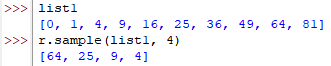 >>> list1
[0, 1, 4, 9, 16, 25, 36, 49, 64, 81]
>>> r.sample(list1, 4)
[64, 25, 9, 4]